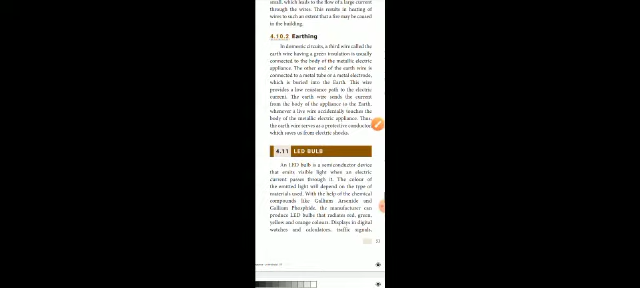 small, which leads to the flow of a large current
through the wires. This results in heating of
wires to such an extent that a fire may be caused
to the building.
4.10.2 Earthing
In domestic circuits, a third wire called the
earth wire having a green insulation is usually
connected to the body of the metallic electric
appliance. The other end of the earth wire is
connected to a metal tube or a metal electrode,
which is buried into the Earth. This wire
provides a low resistance path to the electric
current. The earth wire sends the current
from the body of the appliance to the Earth,
whenever a live wire accidentally touches the
body of the metallic electric appliance. Thus,
the earth wire serves as a protective conductor,
which saves us from electric shocks.
4.11 LED BULB
An LED bulb is a semiconductor device
that emits visible light when an electric
current passes through it. The colour of
the emitted light will depend on the type of
materials used. With the help of the chemical
compounds like Gallium Arsenide and
Gallium Phosphide, the manufacturer can
produce LED bulbs that radiates red, green,
yellow and orange colours. Displays in digital
watches and calculators, traffic signals,